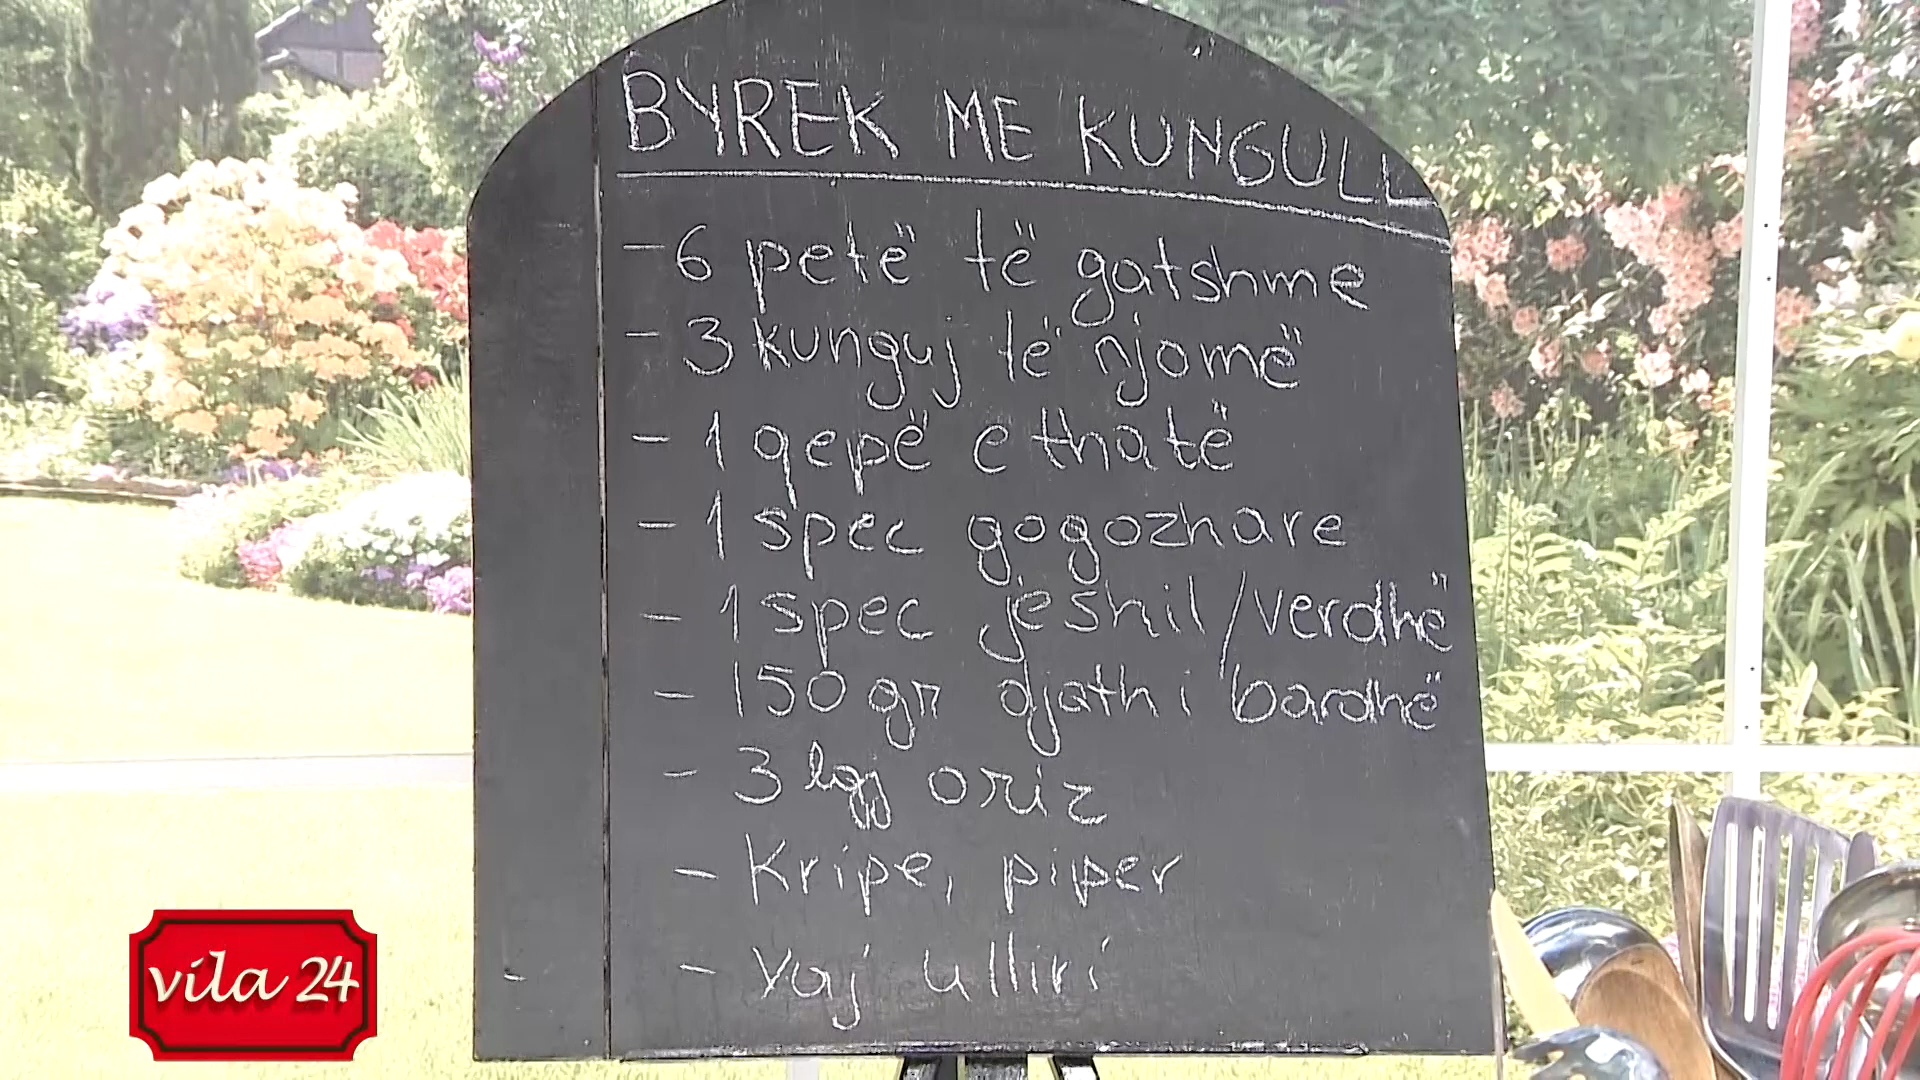 BYREK ME KUNGULL
- 6 petë të gatshme
- 3 kunguj të njomë
- 1 qepë e thatë
- 1 spec gogozhare
- 1 spec jeshil/verdhë
- 150 gr djath i bardhë
- 3 lgj oriz
- Kripe, piper
- Vaj ulliri
vila 24